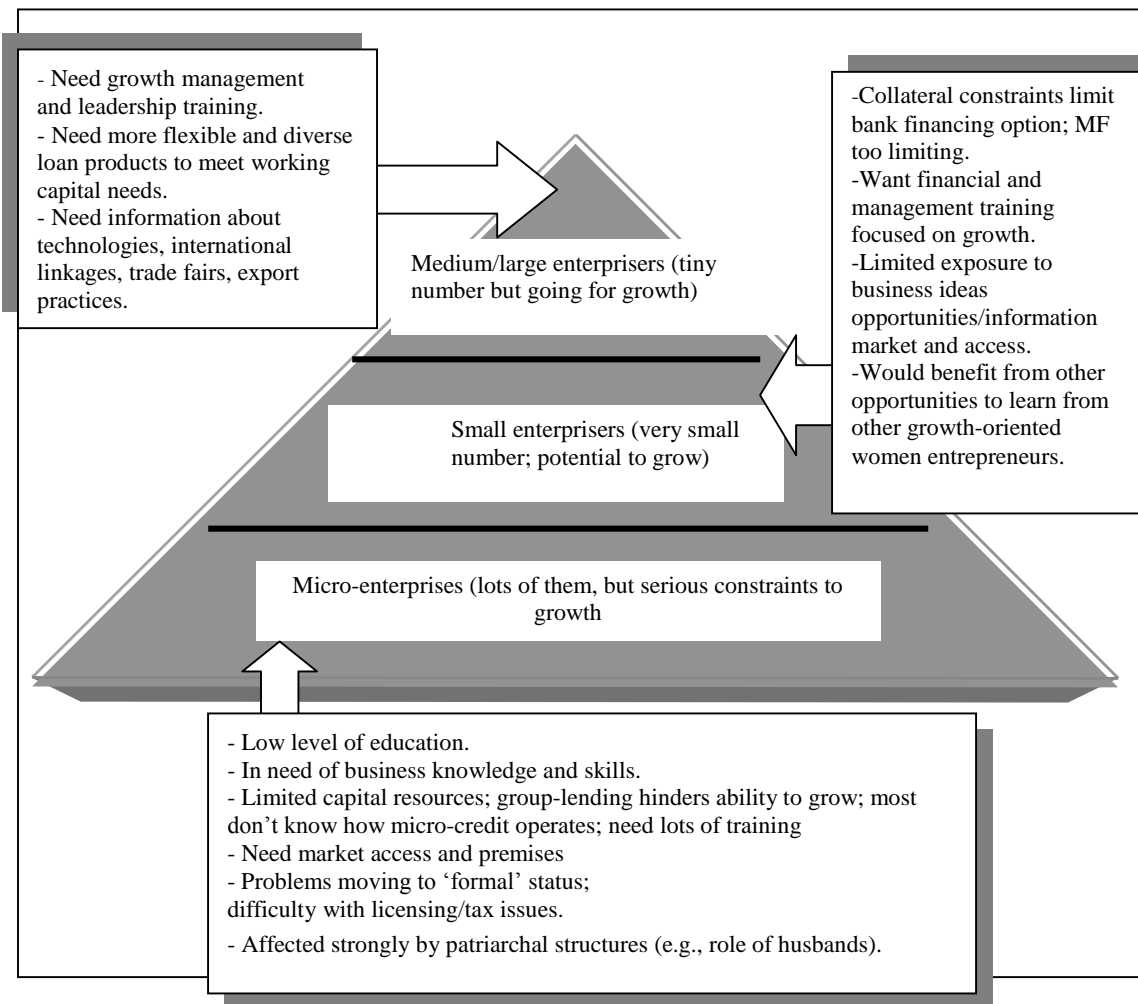 - Need growth management
and leadership training.
- Need more flexible and diverse
loan products to meet working
capital needs.
- Need information about
technologies, international
linkages, trade fairs, export
practices.
-Collateral constraints limit
bank financing option; MF
too limiting.
-Want financial and
management training
focused on growth.
-Limited exposure to
business ideas
opportunities/information
market and access.
-Would benefit from other
opportunities to learn from
other growth-oriented
women entrepreneurs.
Medium/large enterprisers (tiny
number but going for growth)
Small enterprisers (very small
number; potential to grow)
Micro-enterprises (lots of them, but serious constraints to
growth
- Low level of education.
- In need of business knowledge and skills.
- Limited capital resources; group-lending hinders ability to grow; most
don’t know how micro-credit operates; need lots of training
- Need market access and premises
- Problems moving to ‘formal’ status;
difficulty with licensing/tax issues.
- Affected strongly by patriarchal structures (e.g., role of husbands).